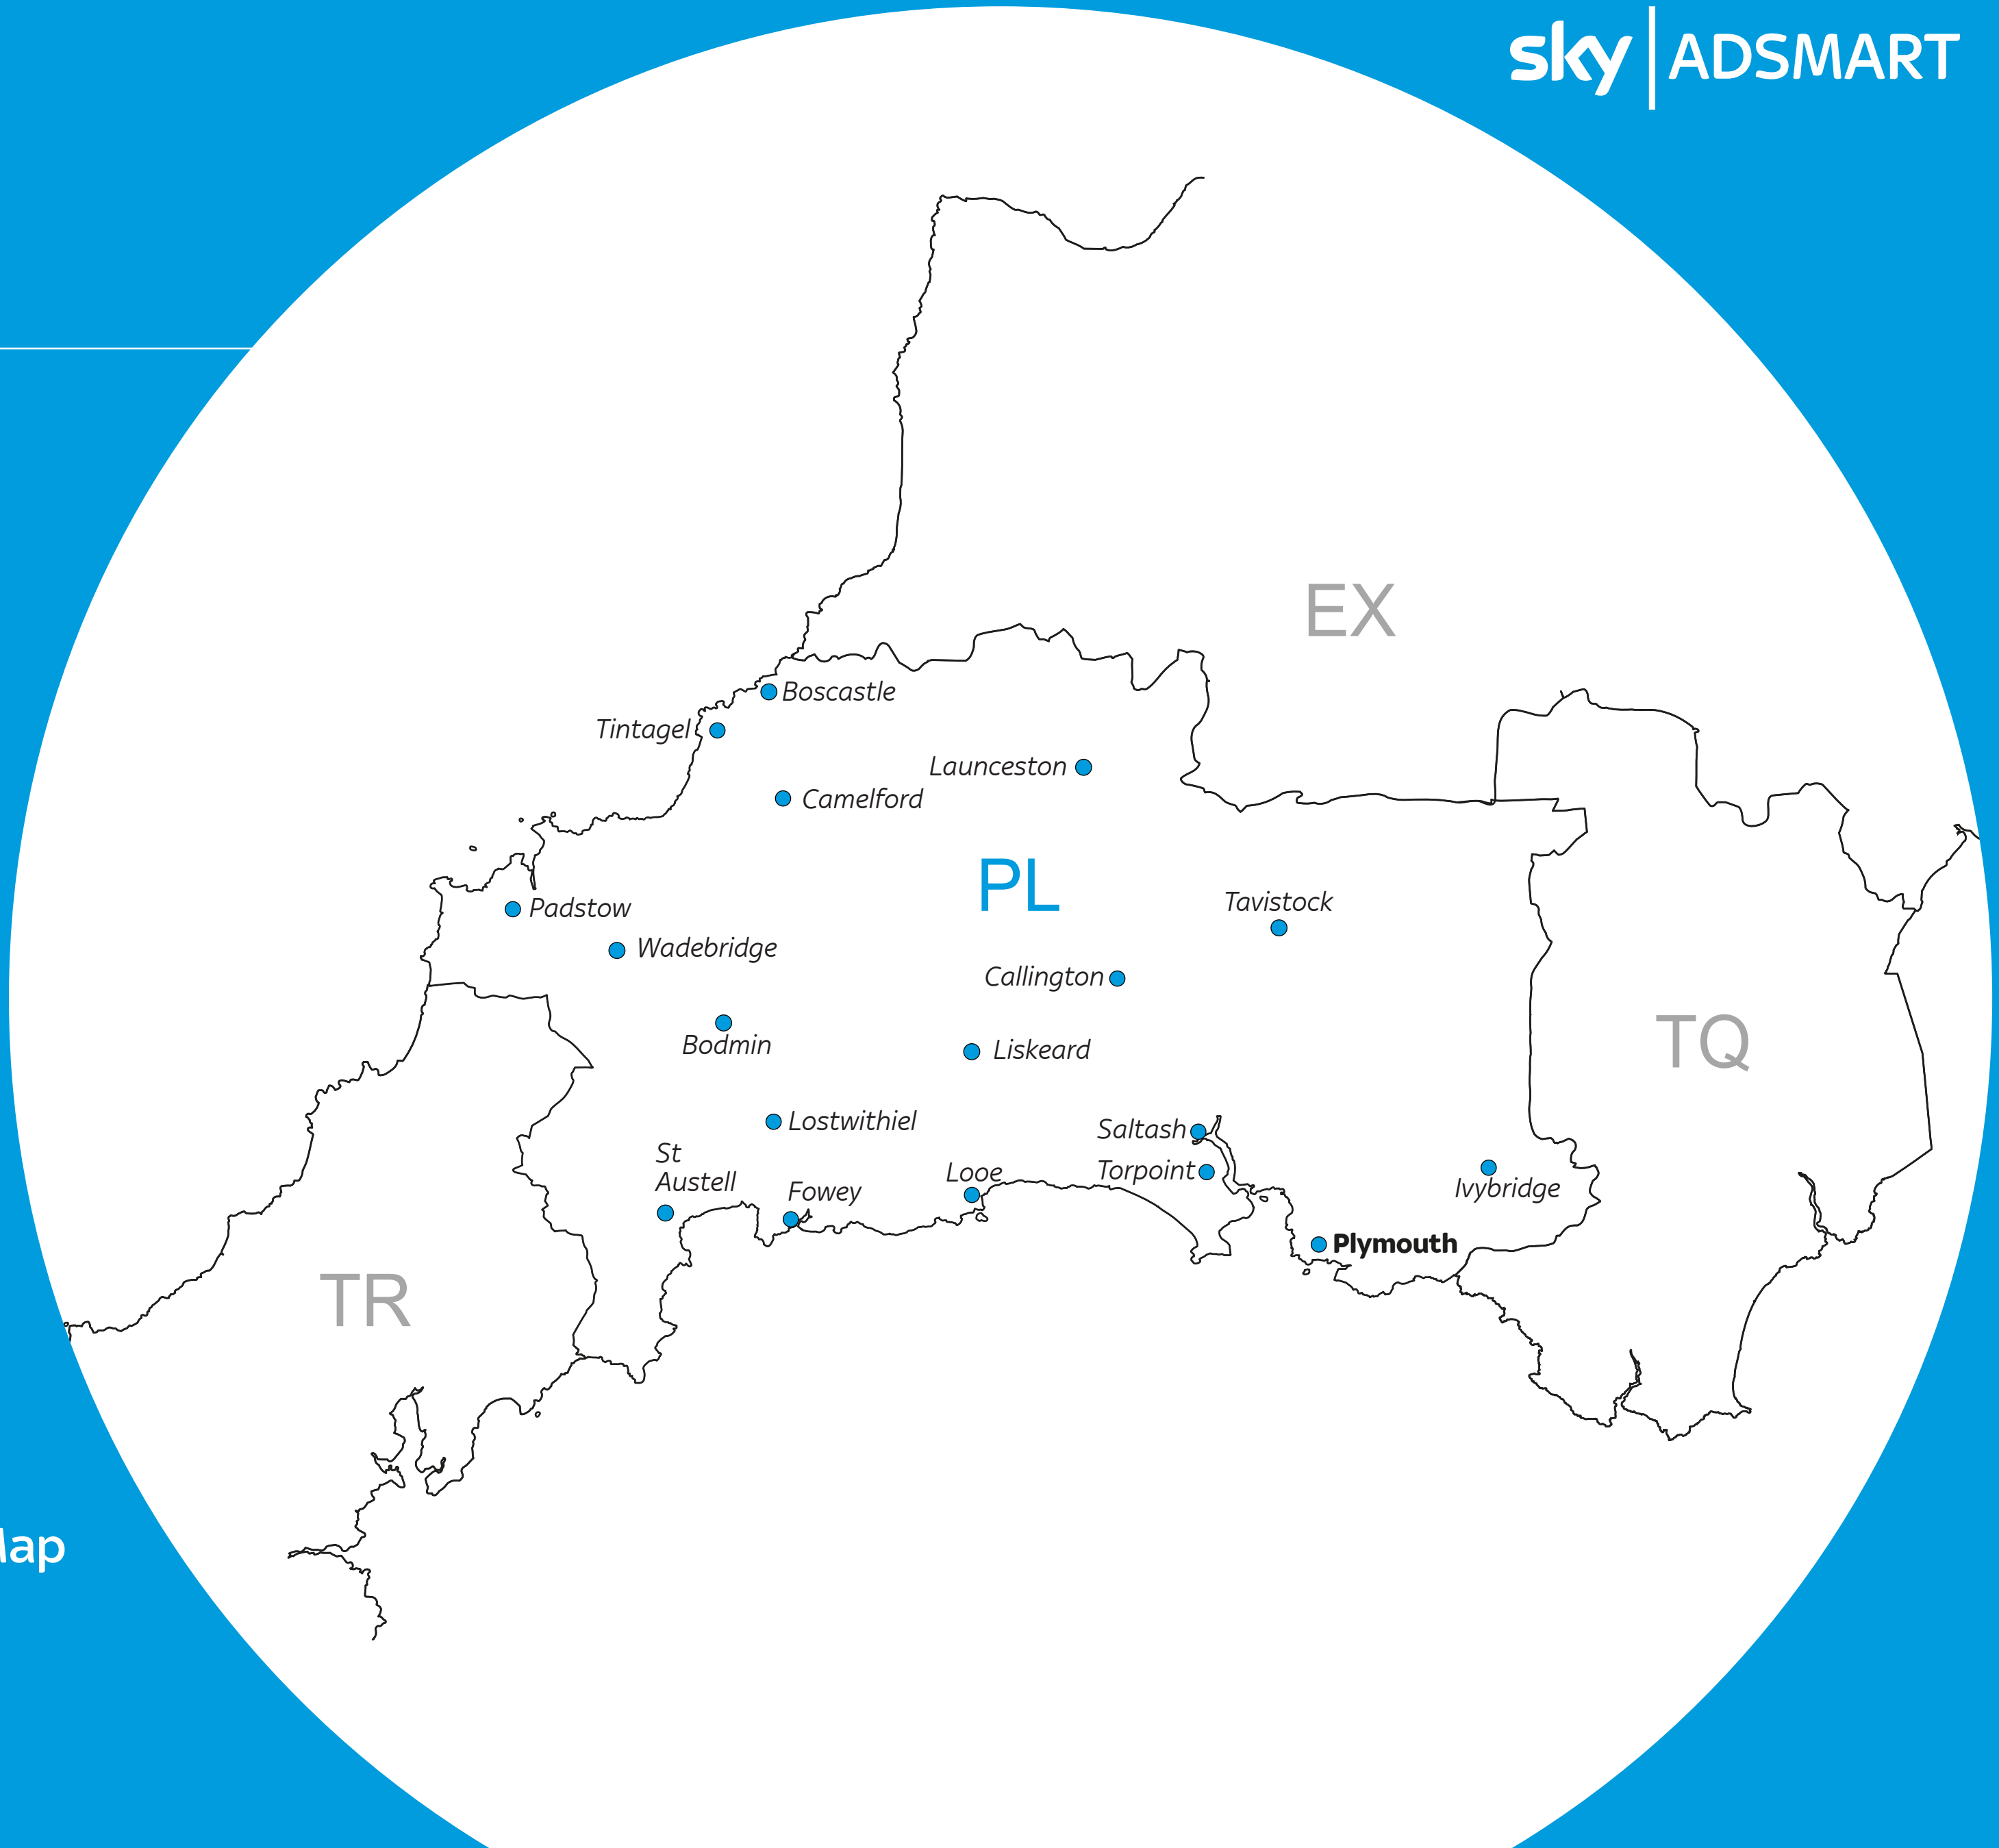 sky ADSMART
EX
Boscastle
Tintagel
Launceston
Camelford
PL
Tavistock
Padstow
Wadebridge
Callington
TQ
Bodmin
Liskeard
Lostwithiel
Saltash
St
Austell
Torpoint
Looe
Ivybridge
Fowey
Plymouth
TR